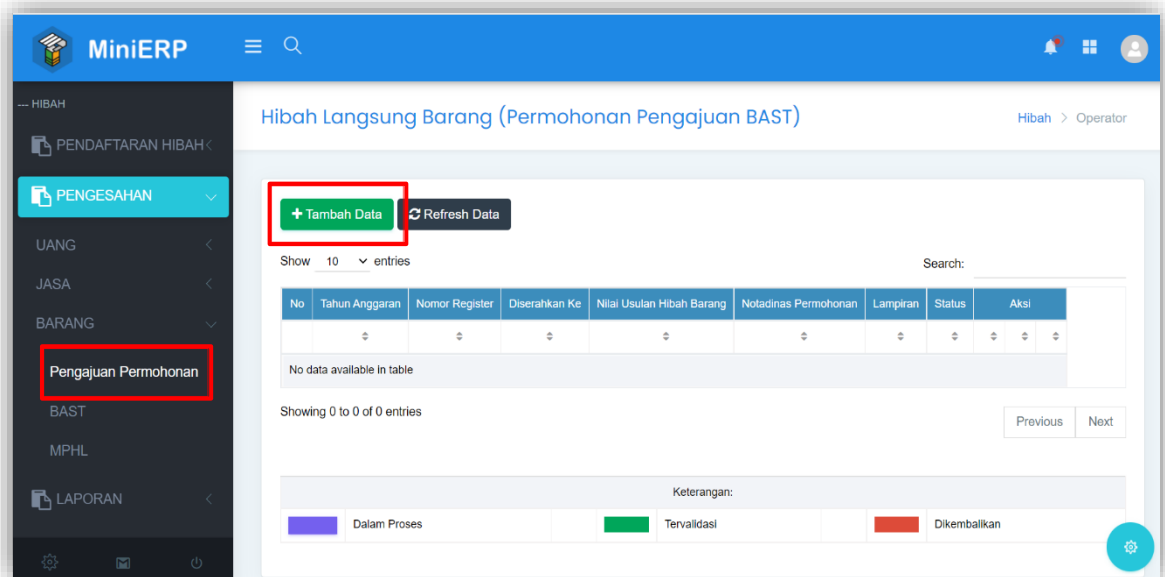 MiniERP
--- HIBAH
PENDAFTARAN HIBAH
PENGESAHAN
UANG
JASA
BARANG
Pengajuan Permohonan
BAST
MPHL
LAPORAN
Hibah Langsung Barang (Permohonan Pengajuan BAST)
Hibah > Operator
+ Tambah Data
Refresh Data
Show 10 entries
Search:
No Tahun Anggaran Nomor Register Diserahkan Ke Nilai Usulan Hibah Barang Notadinas Permohonan Lampiran Status Aksi
No data available in table
Showing 0 to 0 of 0 entries
Previous Next
Keterangan:
Dalam Proses Tervalidasi Dikembalikan